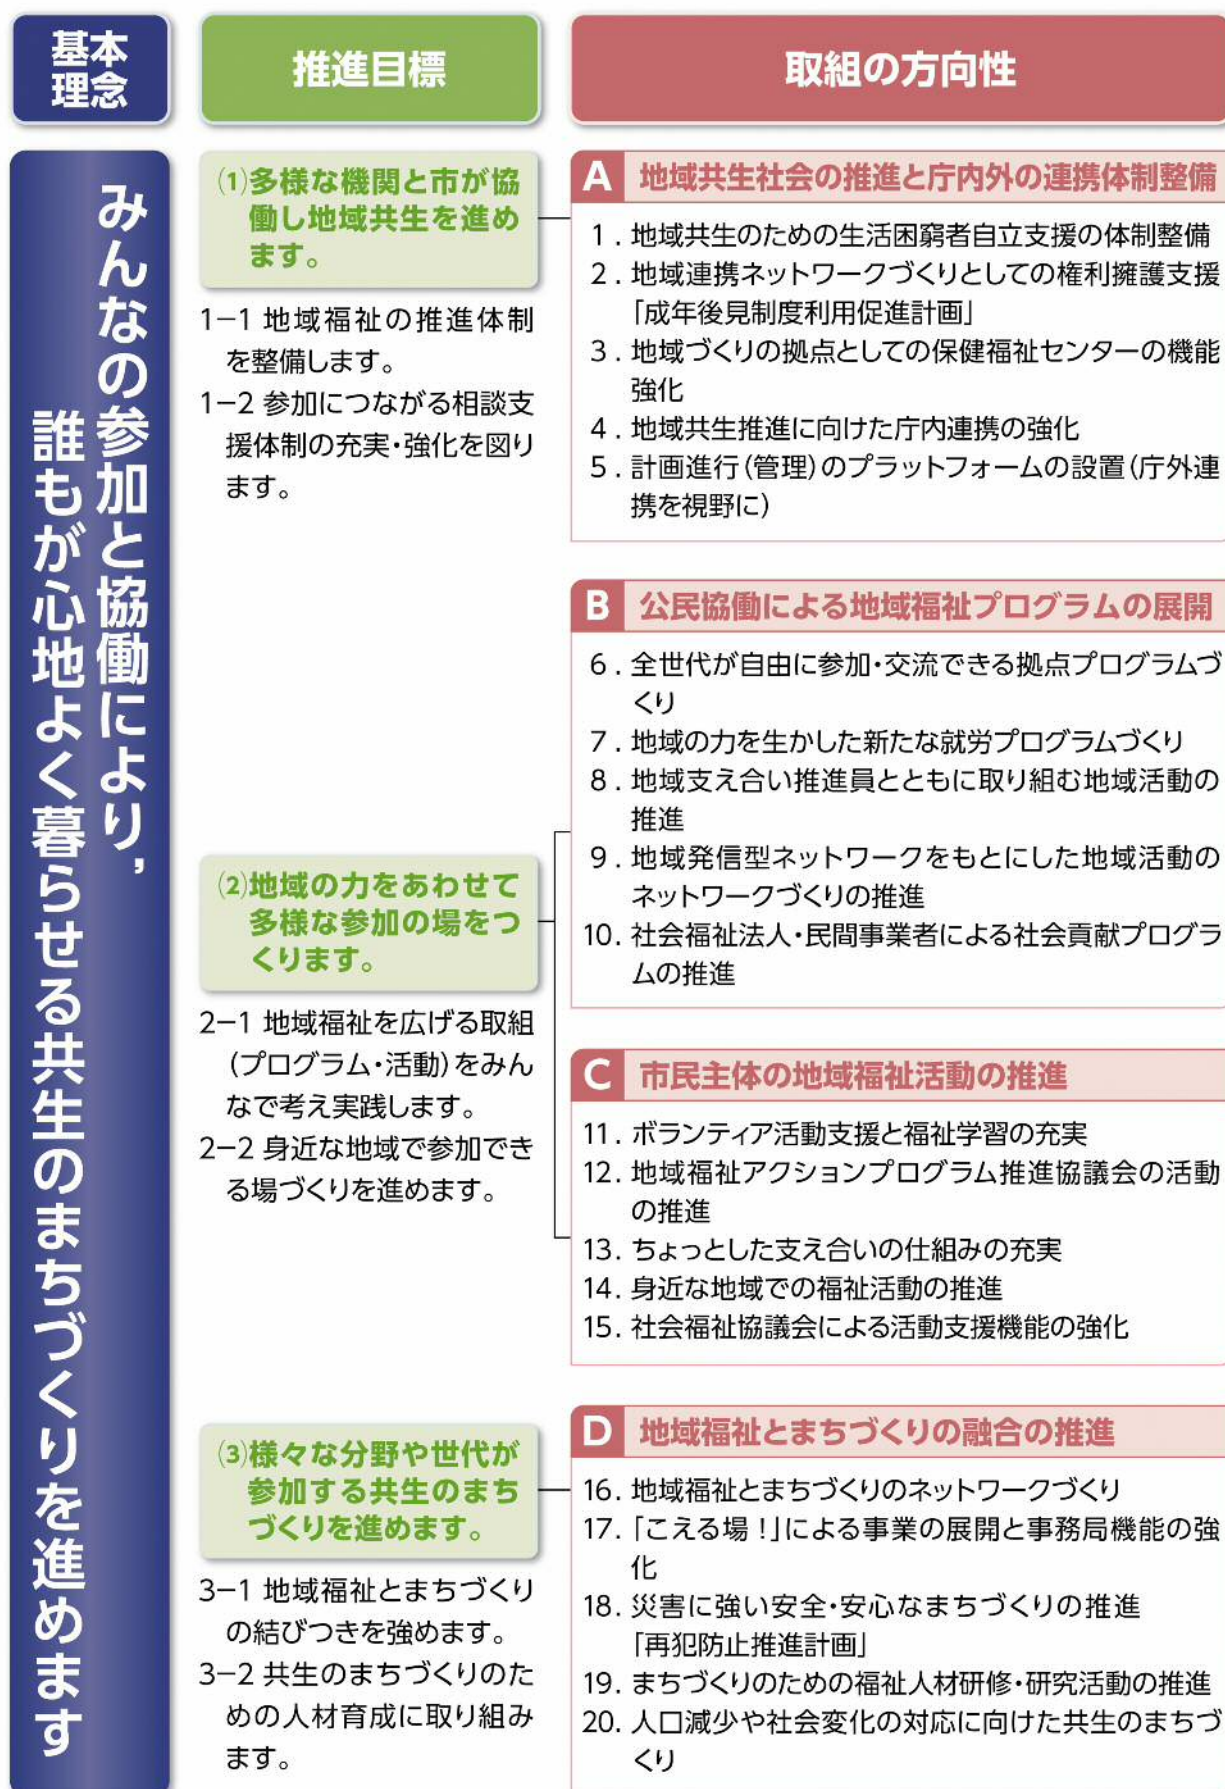 基本
理念
推進目標
取組の方向性
みんなの参加と協働により，
誰もが心地よく暮らせる共生のまちづくりを進めます
⑴多様な機関と市が協
働し地域共生を進め
ます。
1−1 地域福祉の推進体制
を整備します。
1−2 参加につながる相談支
援体制の充実・強化を図り
ます。
⑵地域の力をあわせて
多様な参加の場をつ
くります。
2−1 地域福祉を広げる取組
（プログラム・活動）をみん
なで考え実践します。
2−2 身近な地域で参加でき
る場づくりを進めます。
⑶様々な分野や世代が
参加する共生のまち
づくりを進めます。
3−1 地域福祉とまちづくり
の結びつきを強めます。
3−2 共生のまちづくりのた
めの人材育成に取り組み
ます。
A 地域共生社会の推進と庁内外の連携体制整備
1．地域共生のための生活困窮者自立支援の体制整備
2．地域連携ネットワークづくりとしての権利擁護支援
「成年後見制度利用促進計画」
3．地域づくりの拠点としての保健福祉センターの機能
強化
4．地域共生推進に向けた庁内連携の強化
5．計画進行（管理）のプラットフォームの設置（庁外連
携を視野に）
B 公民協働による地域福祉プログラムの展開
6．全世代が自由に参加・交流できる拠点プログラムづ
くり
7．地域の力を生かした新たな就労プログラムづくり
8．地域支え合い推進員とともに取り組む地域活動の
推進
9．地域発信型ネットワークをもとにした地域活動の
ネットワークづくりの推進
10．社会福祉法人・民間事業者による社会貢献プログラ
ムの推進
C 市民主体の地域福祉活動の推進
11．ボランティア活動支援と福祉学習の充実
12．地域福祉アクションプログラム推進協議会の活動
の推進
13．ちょっとした支え合いの仕組みの充実
14．身近な地域での福祉活動の推進
15．社会福祉協議会による活動支援機能の強化
D 地域福祉とまちづくりの融合の推進
16．地域福祉とまちづくりのネットワークづくり
17．「こえる場！」による事業の展開と事務局機能の強
化
18．災害に強い安全・安心なまちづくりの推進
「再犯防止推進計画」
19．まちづくりのための福祉人材研修・研究活動の推進
20．人口減少や社会変化の対応に向けた共生のまちづ
くり